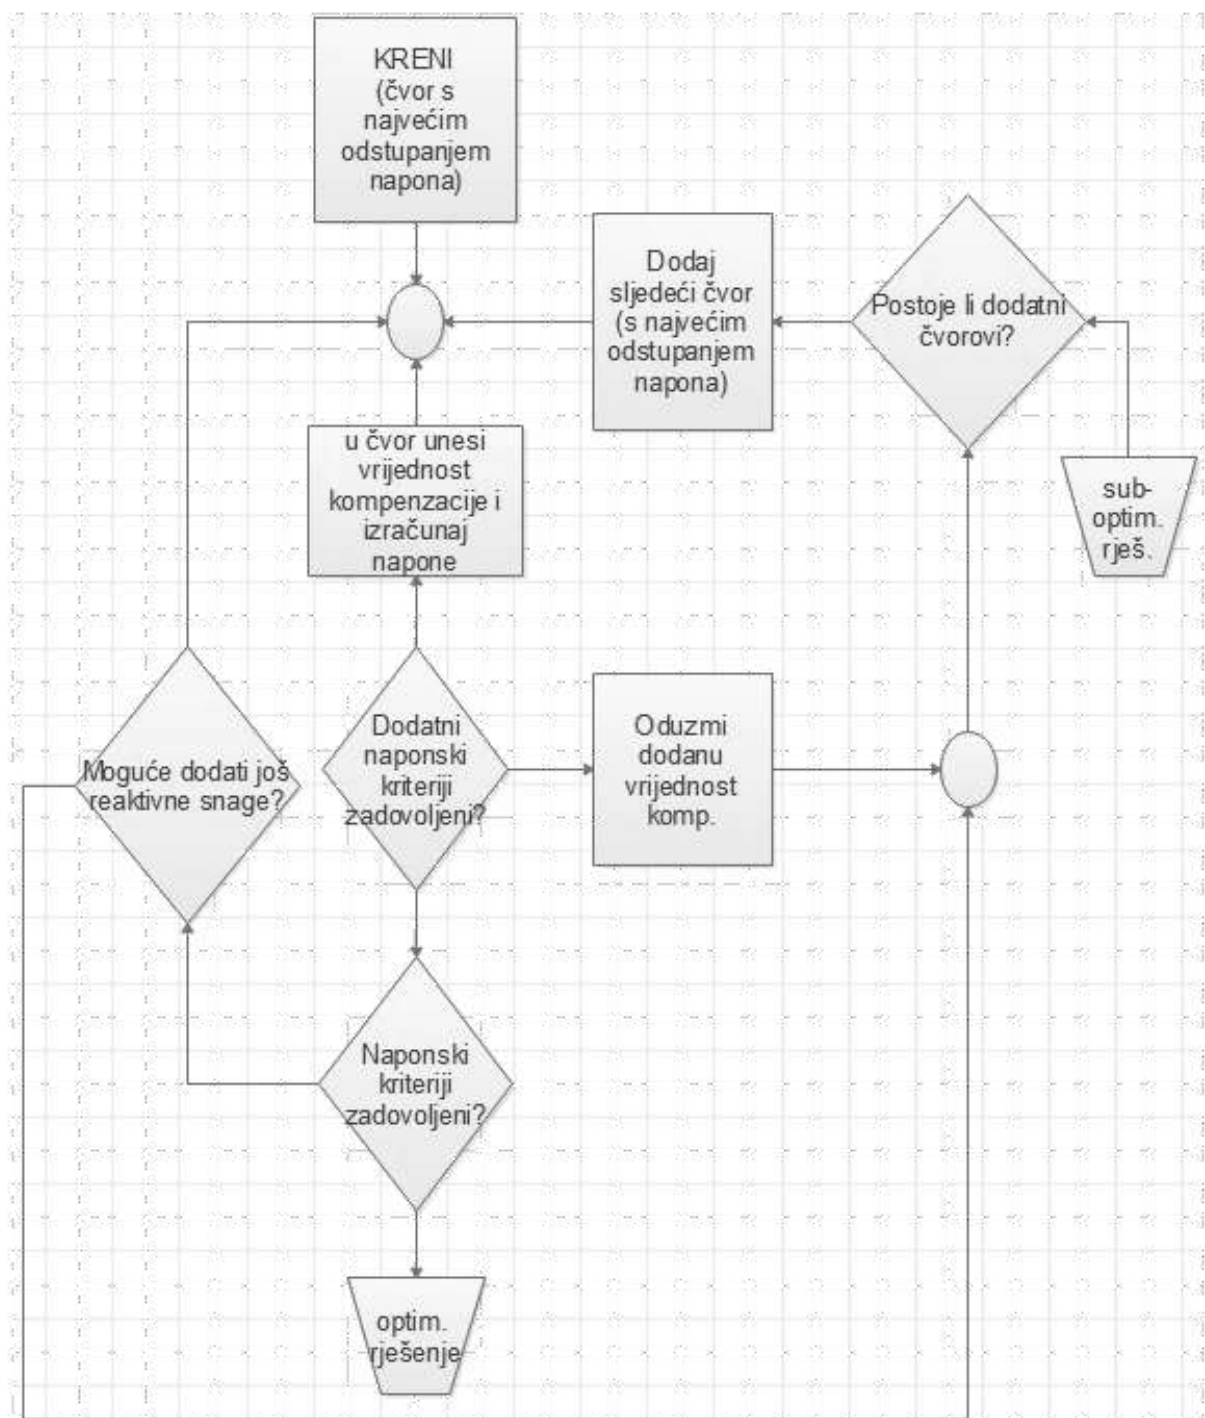 KRENI
(čvor s
najvećim
odstupanjem
napona)
Dodaj
sljedeći čvor
(s najvećim
odstupanjem
napona)
Postoje li dodatni
čvorovi?
u čvor unesi
vrijednost
kompenzacije i
izračunaj
napone
sub-
optim.
rješ.
Moguće dodati još
reaktivne snage?
Dodatni
naponski
kriteriji
zadovoljeni?
Oduzmi
dodanu
vrijednost
komp.
Naponski
kriteriji
zadovoljeni?
optim.
rješenje